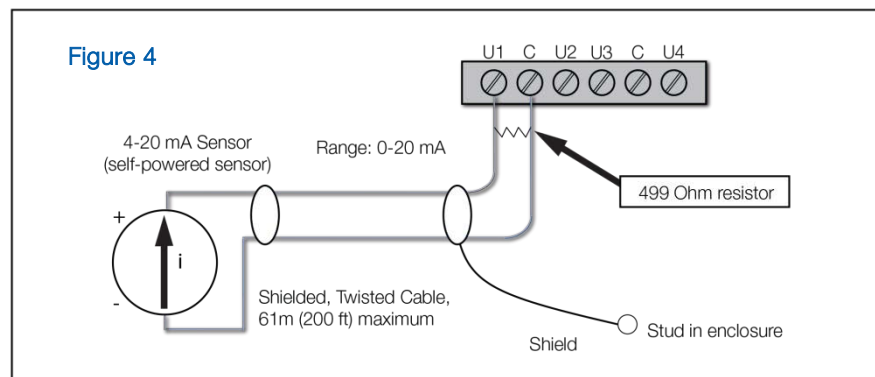 Figure 4
U1 C U2 U3 C U4
4-20 mA Sensor
(self-powered sensor)
Range: 0-20 mA
499 Ohm resistor
+
i
-
Shielded, Twisted Cable,
61m (200 ft) maximum
Shield
Stud in enclosure